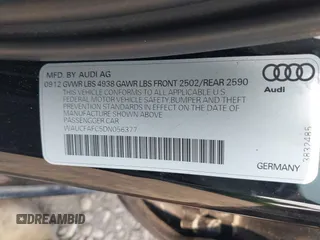 MFD. BY AUDI AG
09 12 GVWR LBS 4938 GAWR LBS FRONT 2502/REAR 2590
THIS VEHICLE CONFORMS TO ALL APPLICABLE U.S.
FEDERAL MOTOR VEHICLE SAFETY BUMPER AND THEFT
PREVENTION STANDARDS IN EFFECT ON THE DATE OF
MANUFACTURE SHOWN ABOVE
PASSENGER CAR
WAUCFAFC5DN056377
Audi
GERMANY
3832485
DREAMBID